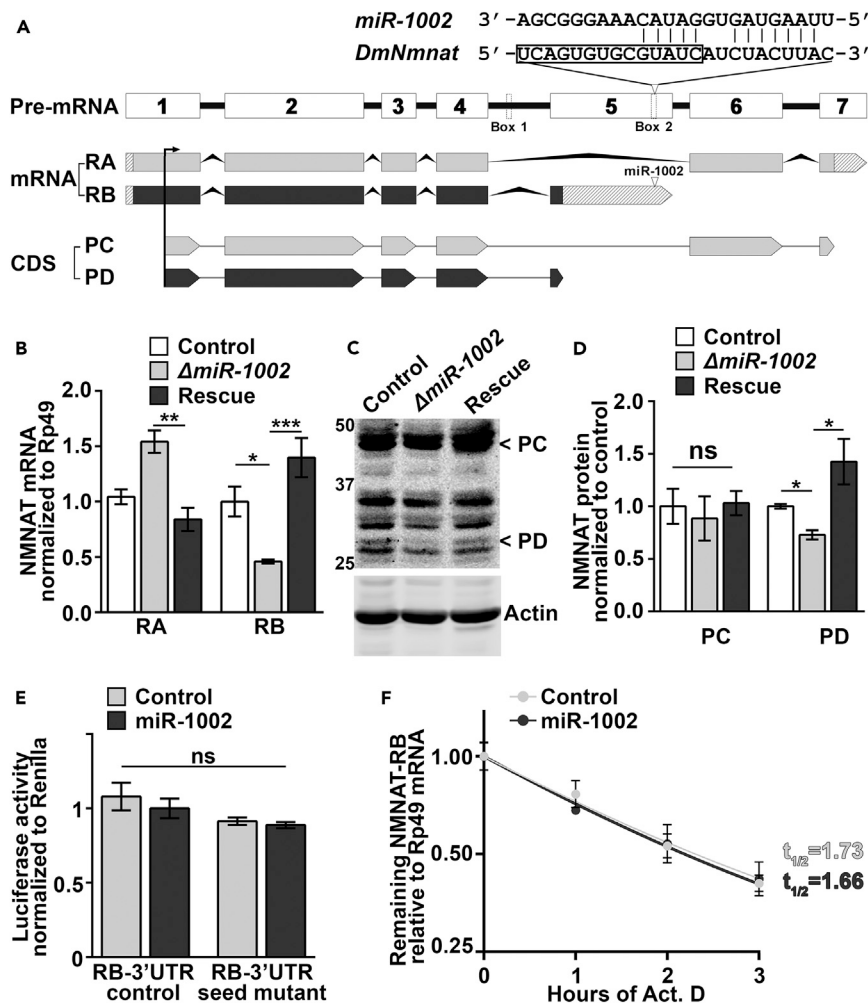 A
miR-1002 3′-AGCGGGAAACAUAGGUGAUGAAUU-5′
DmNmnat 5′-UCAGUGUGCGUAUCAUCUACUUAC-3′
Pre-mRNA 1 2 3 4 5 6 7
Box 1 Box 2
mRNA RA
RB miR-1002
CDS PC
PD
B
Control
ΔmiR-1002
Rescue
NMNAT mRNA
normalized to Rp49
2.0
1.5
1.0
0.5
0.0
** * ***
RA RB
C
Control ΔmiR-1002 Rescue
50
37
25
< PC
< PD
Actin
D
Control
ΔmiR-1002
Rescue
NMNAT protein
normalized to control
2.0
1.5
1.0
0.5
0.0
ns * *
PC PD
E
Control
miR-1002
Luciferase activity
normalized to Renilla
1
0.5
0
ns
RB-3'UTR RB-3'UTR
control seed mutant
F
Control
miR-1002
Remaining NMNAT-RB
relative to Rp49 mRNA
1.00
0.50
0.25
t1/2=1.73
t1/2=1.66
0 1 2 3
Hours of Act. D